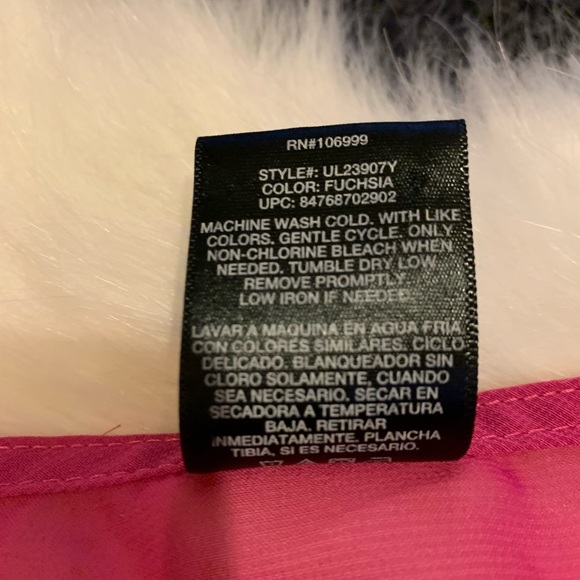 RN#106999
STYLE#: UL23907Y
COLOR: FUCHSIA
UPC: 84768702902
MACHINE WASH COLD. WITH LIKE
COLORS. GENTLE CYCLE. ONLY
NON-CHLORINE BLEACH WHEN
NEEDED. TUMBLE DRY LOW.
REMOVE PROMPTLY.
LOW IRON IF NEEDED.
LAVAR A MAQUINA EN AGUA FRIA
CON COLORES SIMILARES. CICLO
DELICADO. BLANQUEADOR SIN
CLORO SOLAMENTE, CUANDO
SEA NECESARIO. SECAR EN
SECADORA A TEMPERATURA
BAJA. RETIRAR
INMEDIATAMENTE. PLANCHA
TIBIA, SI ES NECESARIO.